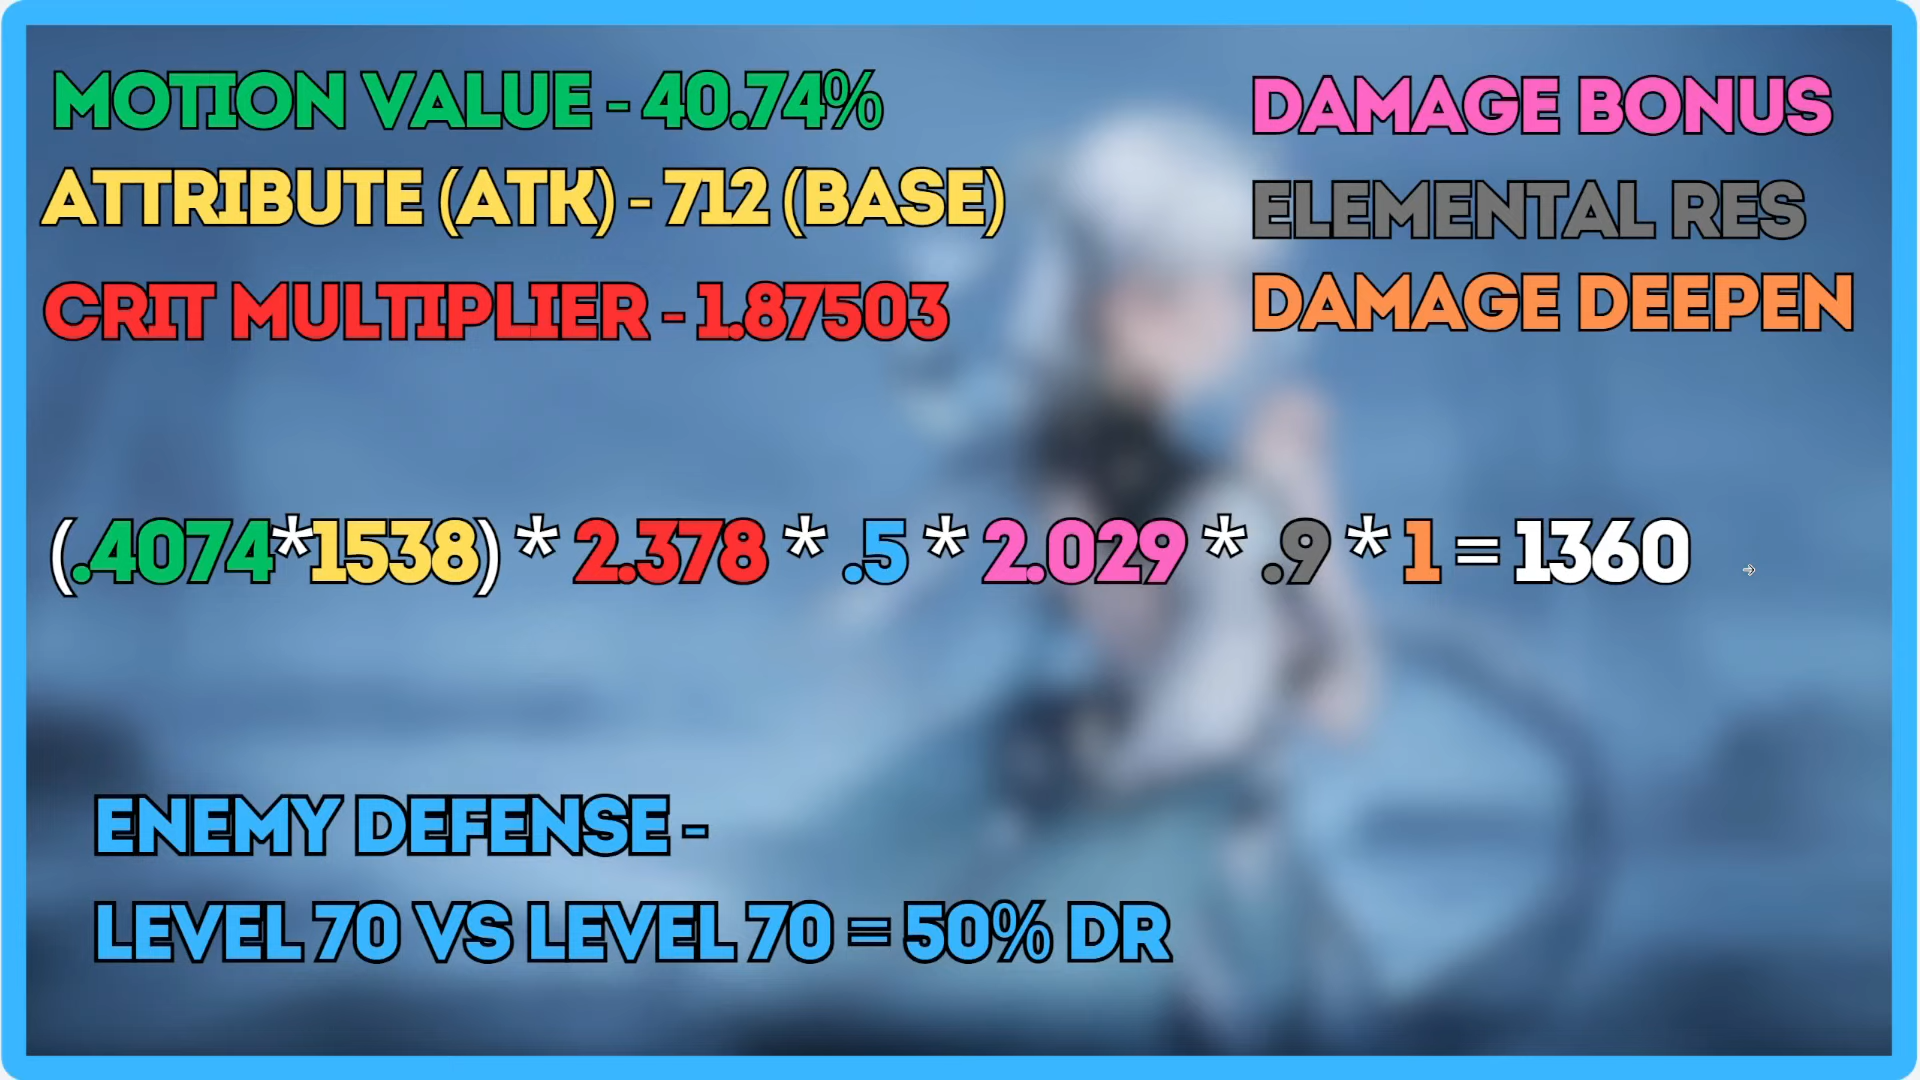 MOTION VALUE - 40.74%
ATTRIBUTE (ATK) - 712 (BASE)
CRIT MULTIPLIER - 1.87503
DAMAGE BONUS
ELEMENTAL RES
DAMAGE DEEPEN
(.4074*1538) * 2.378 * .5 * 2.029 * .9 * 1 = 1360
ENEMY DEFENSE -
LEVEL 70 VS LEVEL 70 = 50% DR